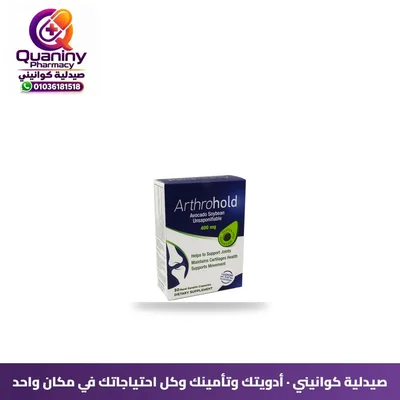 Quaniny
Pharmacy
صيدلية كوانيني
01036181518
Arthrohold
Avocado Soybean
Unsaponifiable
400 mg
Helps to Support Joints
Maintains Cartilages Health
Supports Movement
DIETARY SUPPLEMENT
صيدلية كوانيني - أدويتك وتأمينك وكل احتياجاتك في مكان واحد